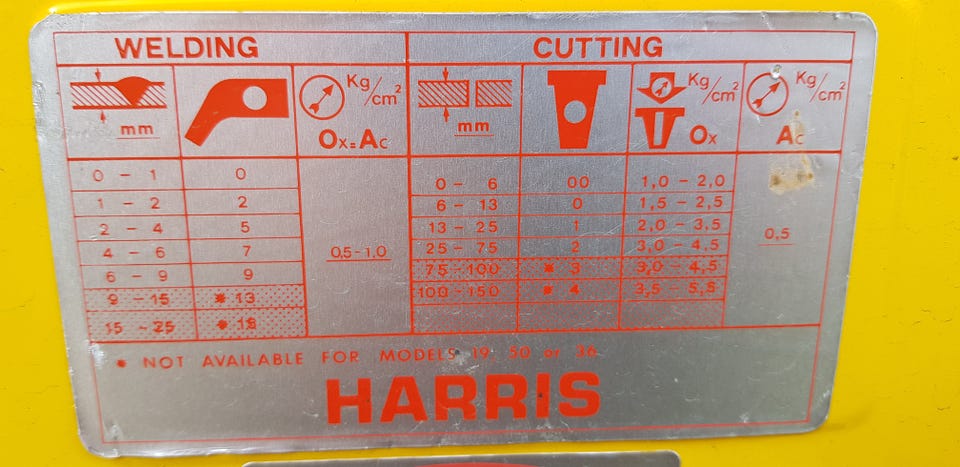 WELDING CUTTING
mm Kg/cm² Ox=Ac mm Kg/cm² Ox Kg/cm² Ac
0 - 1 0 0 - 6 00 1,0 - 2,0
1 - 2 2 6 - 13 0 1,5 - 2,5
2 - 4 5 13 - 25 1 2,0 - 3,5
4 - 6 7 0,5-1,0 25 - 75 2 3,0 - 4,5 0,5
6 - 9 9 75-100 * 3 3,0 - 4,5
9 - 15 * 13 100-150 * 4 3,5 - 5,5
15 - 25 * 18
* NOT AVAILABLE FOR MODELS 19, 50 or 36
HARRIS